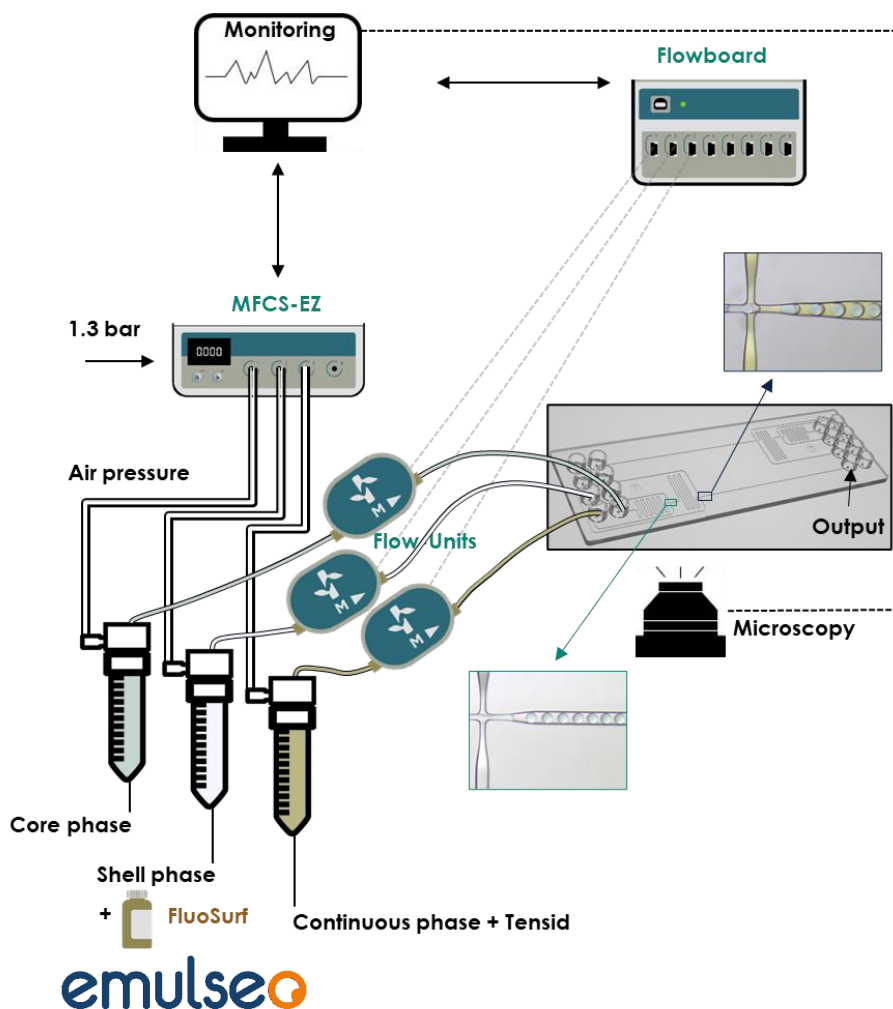 Monitoring
Flowboard
MFCS-EZ
1.3 bar
0000
Air pressure
Flow Units
M
M
M
Output
Microscopy
Core phase
Shell phase
+ FluoSurf
Continuous phase + Tensid
emulseo